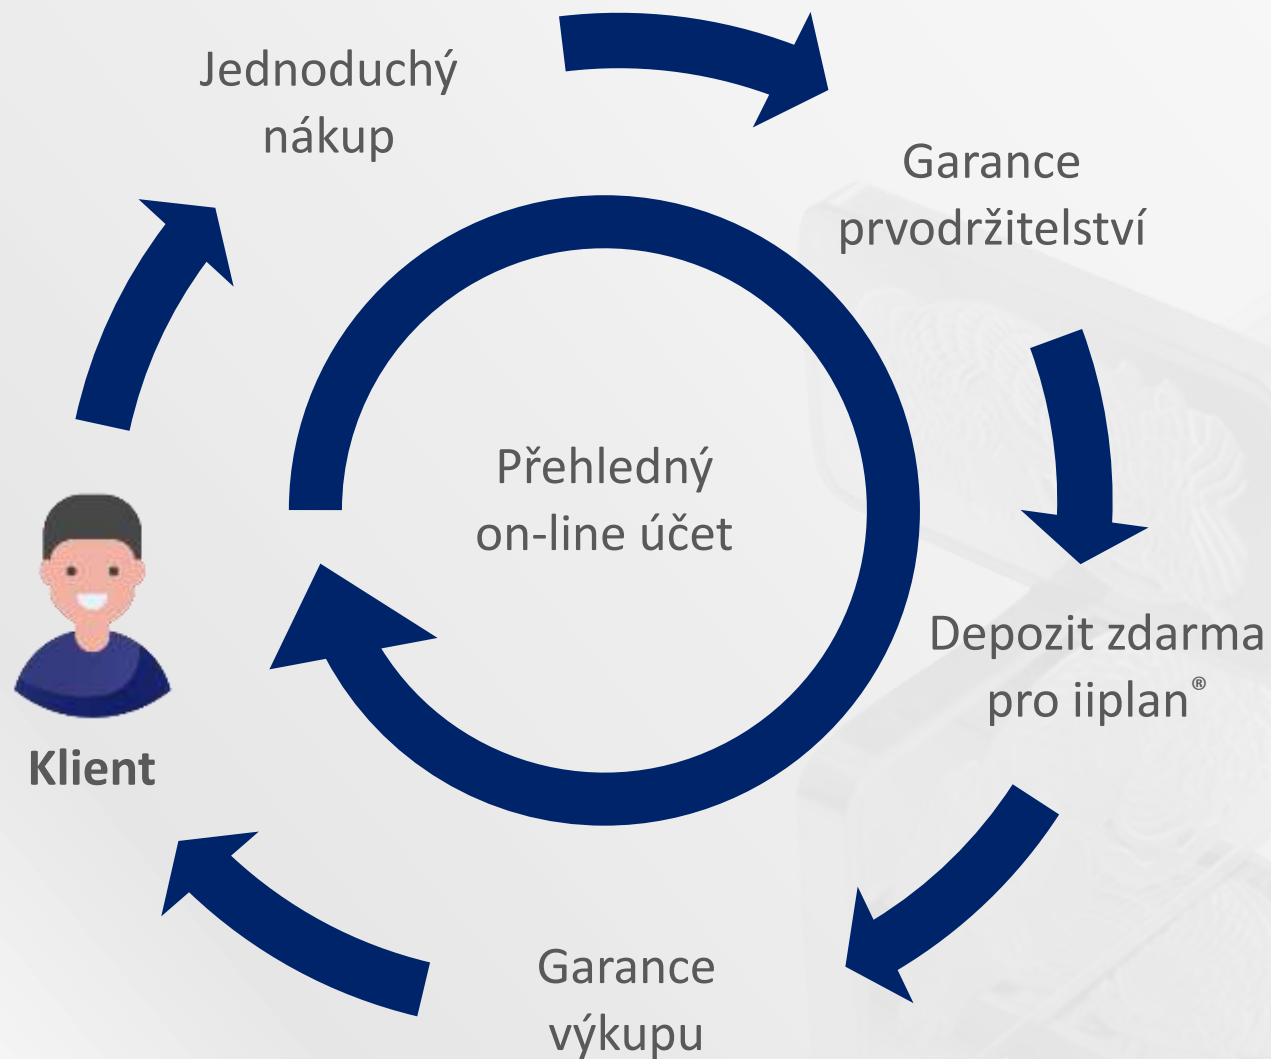 Jednoduchý
nákup
Garance
prvodržitelství
Přehledný
on-line účet
Depozit zdarma
pro iiplan®
Klient
Garance
výkupu